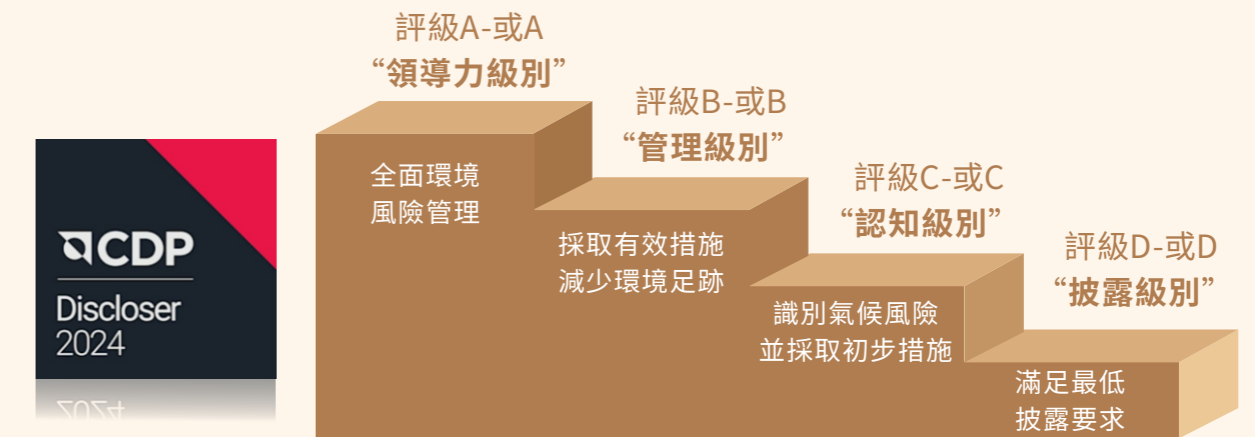 評級A-或A
“領導力級別”
評級B-或B
“管理級別”
全面環境
風險管理
評級C-或C
“認知級別”
採取有效措施
減少環境足跡
評級D-或D
“披露級別”
識別氣候風險
並採取初步措施
滿足最低
披露要求
CDP
Discloser
2024
2024